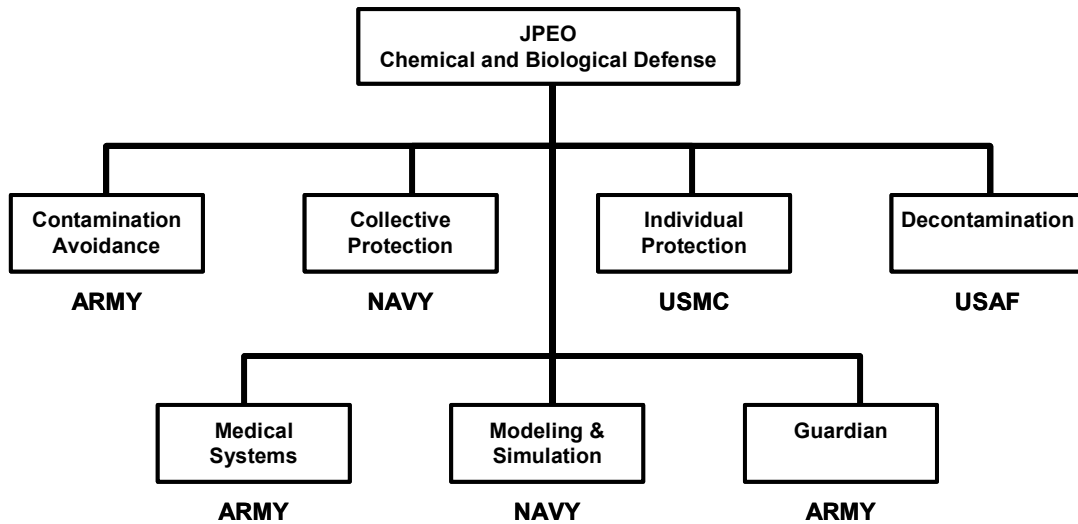 JPEO
Chemical and Biological Defense
Contamination
Avoidance
Collective
Protection
Individual
Protection
Decontamination
ARMY
NAVY
USMC
USAF
Medical
Systems
Modeling &
Simulation
Guardian
ARMY
NAVY
ARMY